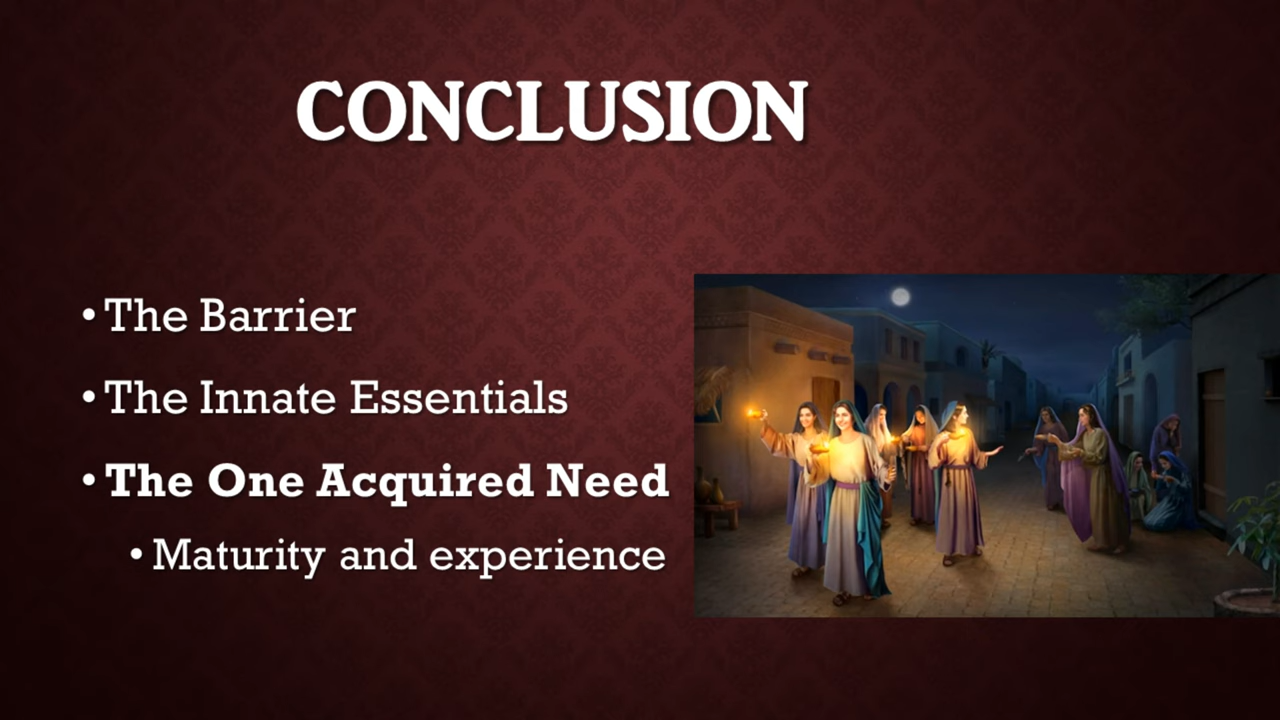 CONCLUSION
• The Barrier
• The Innate Essentials
• The One Acquired Need
• Maturity and experience